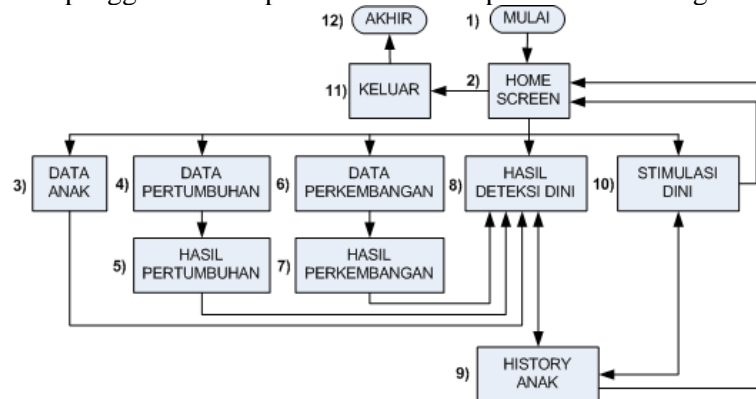 12) AKHIR
1) MULAI
11) KELUAR
2) HOME
SCREEN
3) DATA
ANAK
4) DATA
PERTUMBUHAN
6) DATA
PERKEMBANGAN
8) HASIL
DETEKSI DINI
10) STIMULASI
DINI
5) HASIL
PERTUMBUHAN
7) HASIL
PERKEMBANGAN
9) HISTORY
ANAK